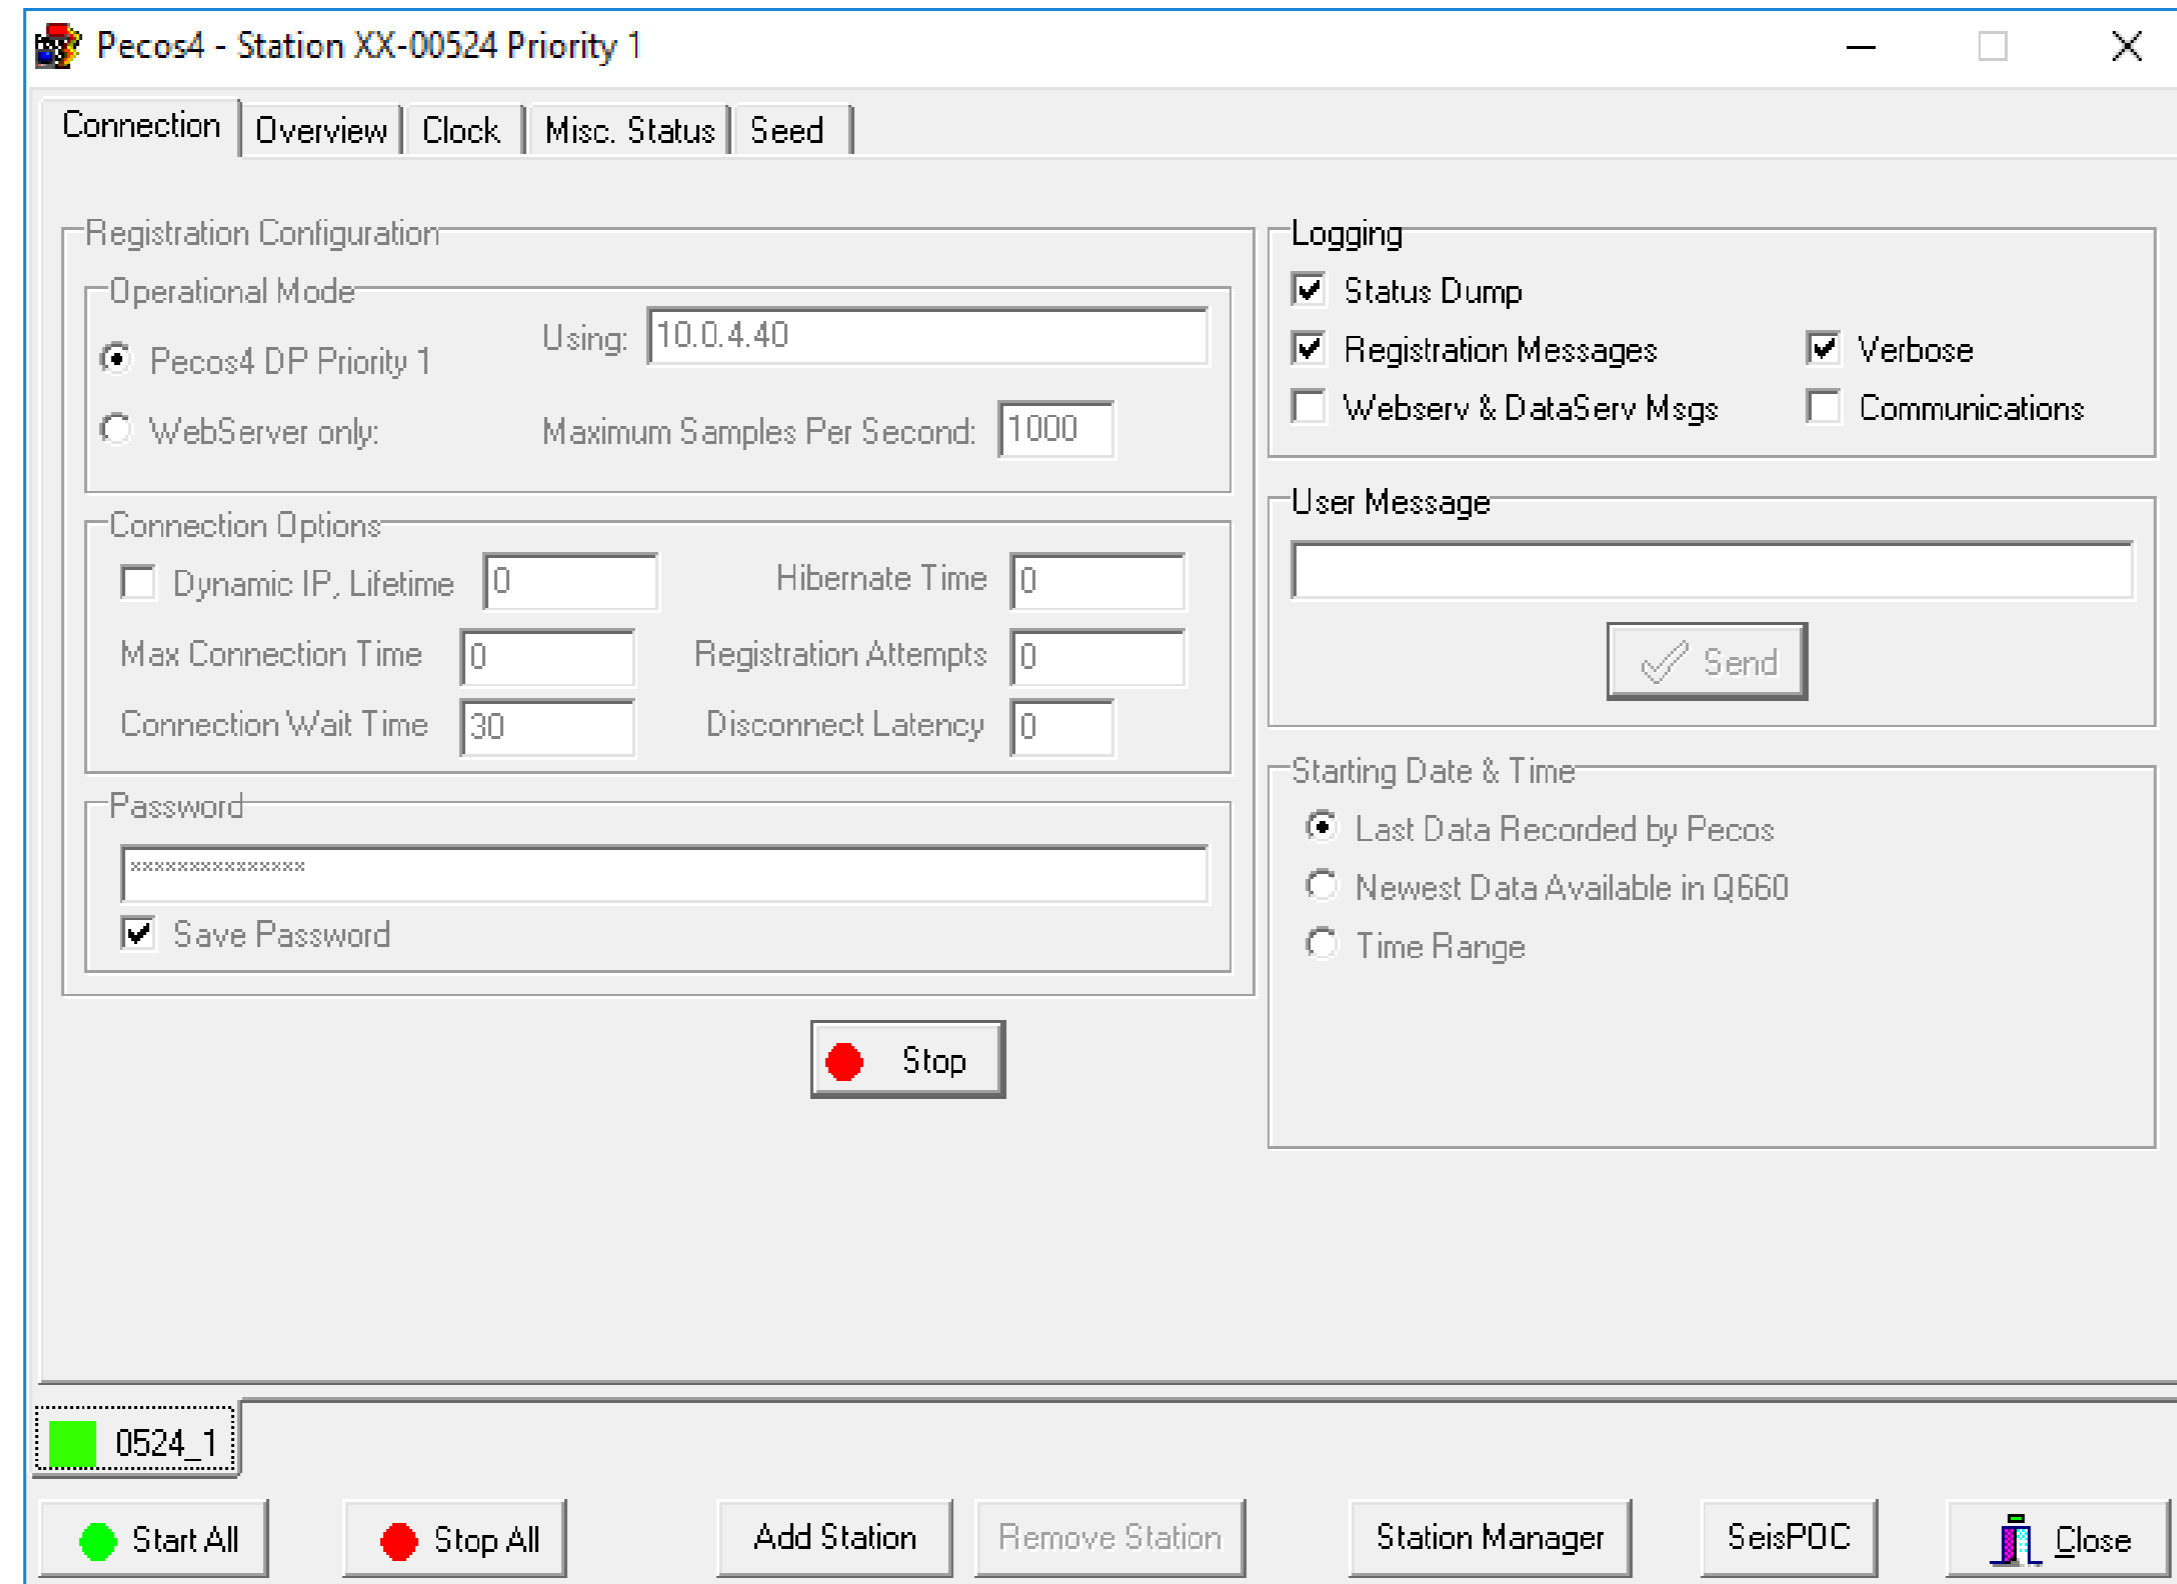 Pecos4 - Station XX-00524 Priority 1
Connection Overview Clock Misc. Status Seed
Registration Configuration
Operational Mode
Pecos4 DP Priority 1 Using: 10.0.4.40
WebServer only: Maximum Samples Per Second: 1000
Connection Options
Dynamic IP, Lifetime 0 Hibernate Time 0
Max Connection Time 0 Registration Attempts 0
Connection Wait Time 30 Disconnect Latency 0
Password
×××××××××××××××
Save Password
Stop
Logging
Status Dump
Registration Messages Verbose
Webserv & DataServ Msgs Communications
User Message
Send
Starting Date & Time
Last Data Recorded by Pecos
Newest Data Available in Q660
Time Range
0524_1
Start All Stop All Add Station Remove Station Station Manager SeisPOC Close